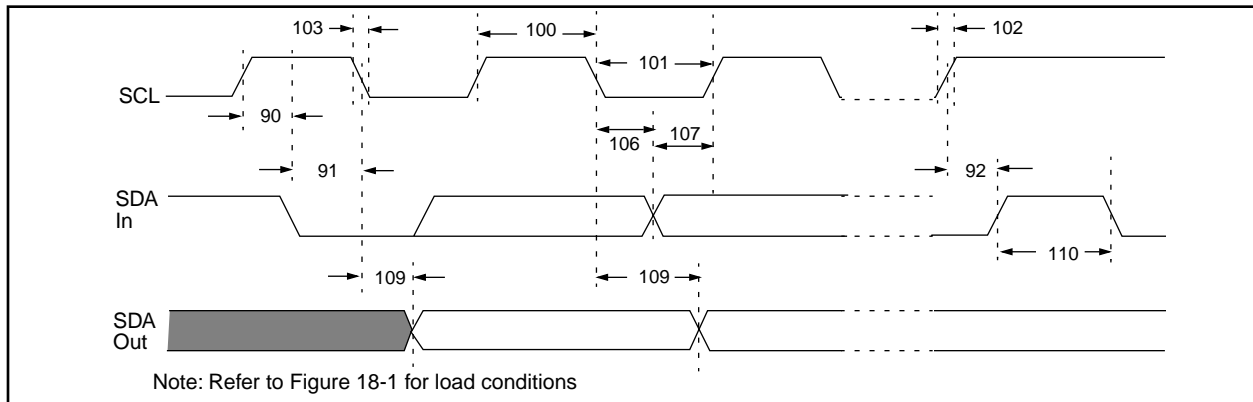 103
100
102
101
SCL
90
106
107
91
92
SDA
In
109
109
110
SDA
Out
Note: Refer to Figure 18-1 for load conditions